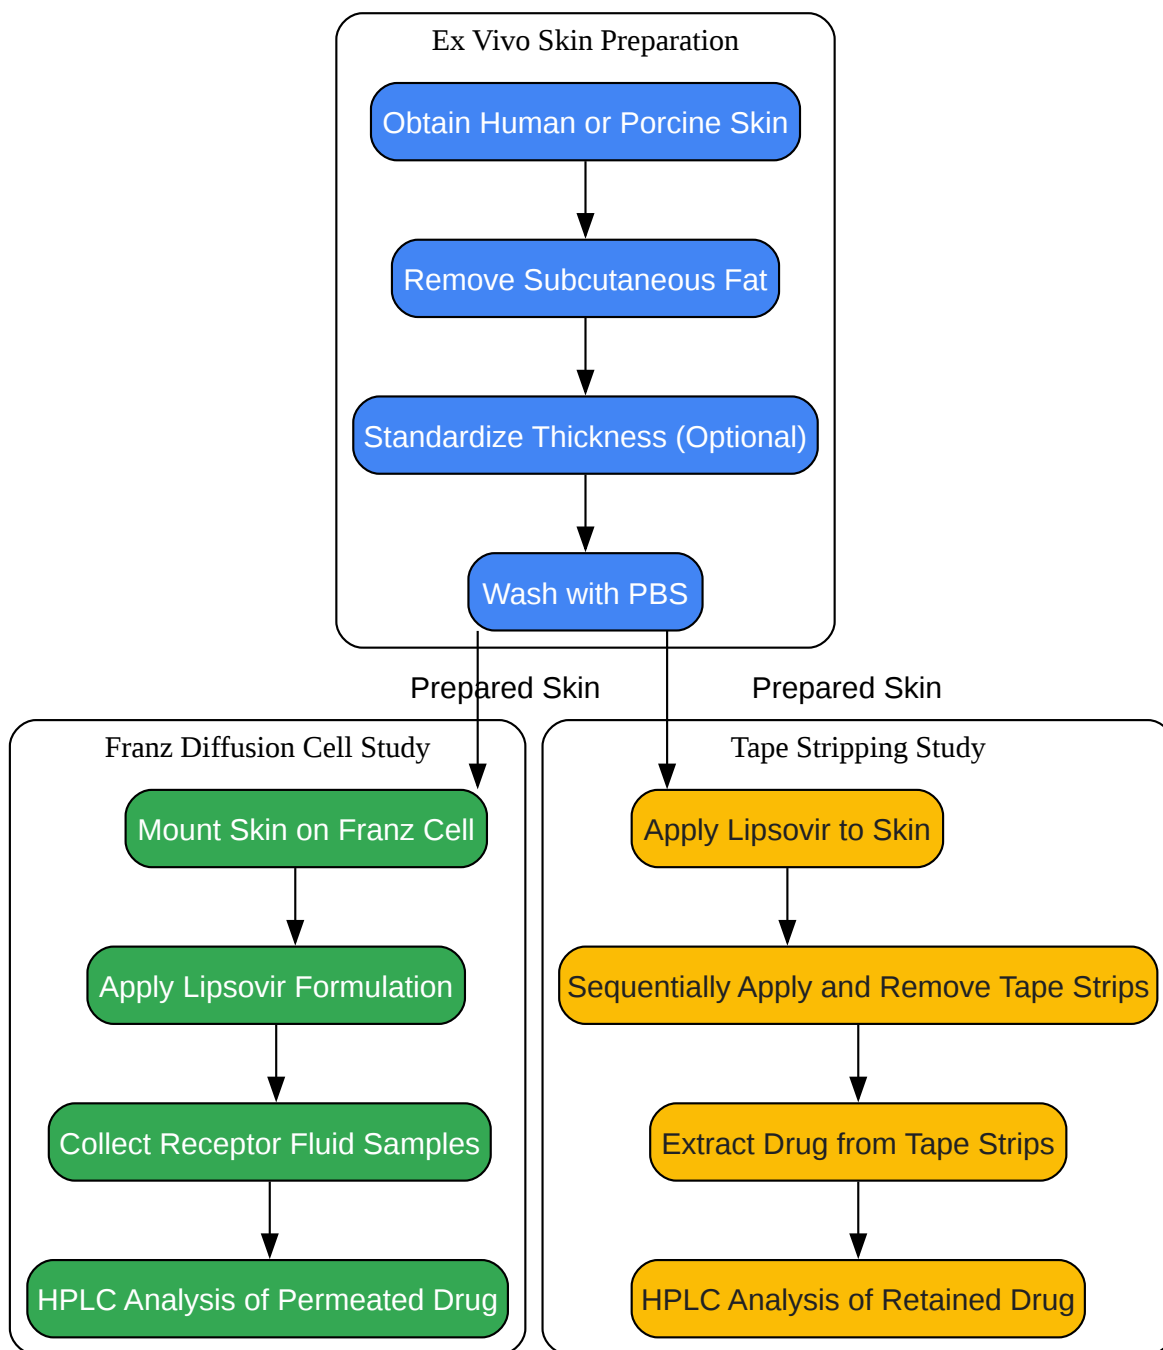 Ex Vivo Skin Preparation
Obtain Human or Porcine Skin
Remove Subcutaneous Fat
Standardize Thickness (Optional)
Wash with PBS
Prepared Skin
Prepared Skin
Franz Diffusion Cell Study
Mount Skin on Franz Cell
Apply Lipsovir Formulation
Collect Receptor Fluid Samples
HPLC Analysis of Permeated Drug
Tape Stripping Study
Apply Lipsovir to Skin
Sequentially Apply and Remove Tape Strips
Extract Drug from Tape Strips
HPLC Analysis of Retained Drug